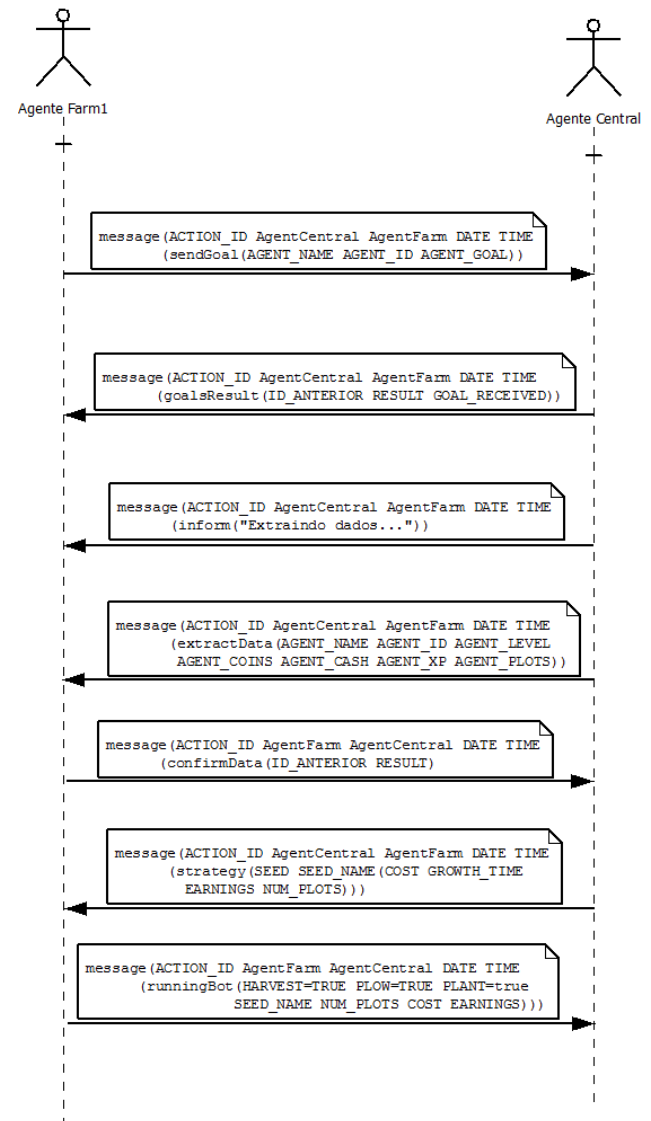 Agente Farm1
Agente Central
message(ACTION_ID AgentCentral AgentFarm DATE TIME
(sendGoal(AGENT_NAME AGENT_ID AGENT_GOAL))
message(ACTION_ID AgentCentral AgentFarm DATE TIME
(goalsResult(ID_ANTERIOR RESULT GOAL_RECEIVED))
message(ACTION_ID AgentCentral AgentFarm DATE TIME
(inform("Extraindo dados..."))
message(ACTION_ID AgentCentral AgentFarm DATE TIME
(extractData(AGENT_NAME AGENT_ID AGENT_LEVEL
AGENT_COINS AGENT_CASH AGENT_XP AGENT_PLOTS))
message(ACTION_ID AgentFarm AgentCentral DATE TIME
(confirmData(ID_ANTERIOR RESULT)
message(ACTION_ID AgentCentral AgentFarm DATE TIME
(strategy(SEED SEED_NAME(COST GROWTH_TIME
EARNINGS NUM_PLOTS)))
message(ACTION_ID AgentFarm AgentCentral DATE TIME
(runningBot(HARVEST=TRUE PLOW=TRUE PLANT=true
SEED_NAME NUM_PLOTS COST EARNINGS)))